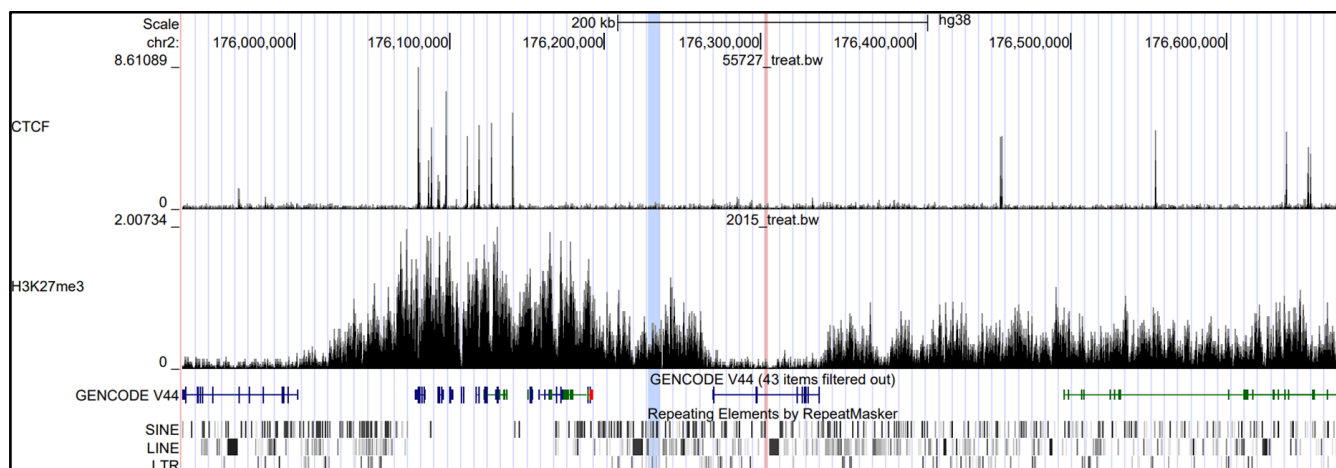 Scale 200 kb hg38
chr2: 176,000,000 176,100,000 176,200,000 176,300,000 176,400,000 176,500,000 176,600,000
8.61089 _ 55727_treat.bw
CTCF
0 _
2.00734 _ 2015_treat.bw
H3K27me3
0 _
GENCODE V44 (43 items filtered out)
GENCODE V44
Repeating Elements by RepeatMasker
SINE
LINE
LTR